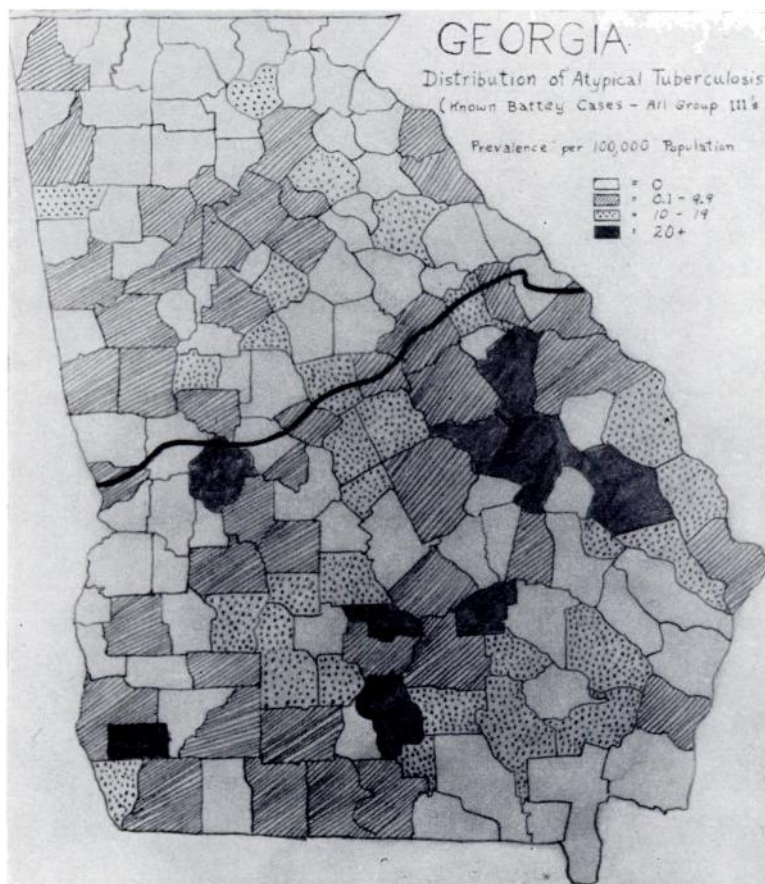 GEORGIA
Distribution of Atypical Tuberculosis
(Known Battey Cases - All Group III's
Prevalence per 100,000 Population
= 0
= 0.1 - 9.9
= 10 - 19
= 20+